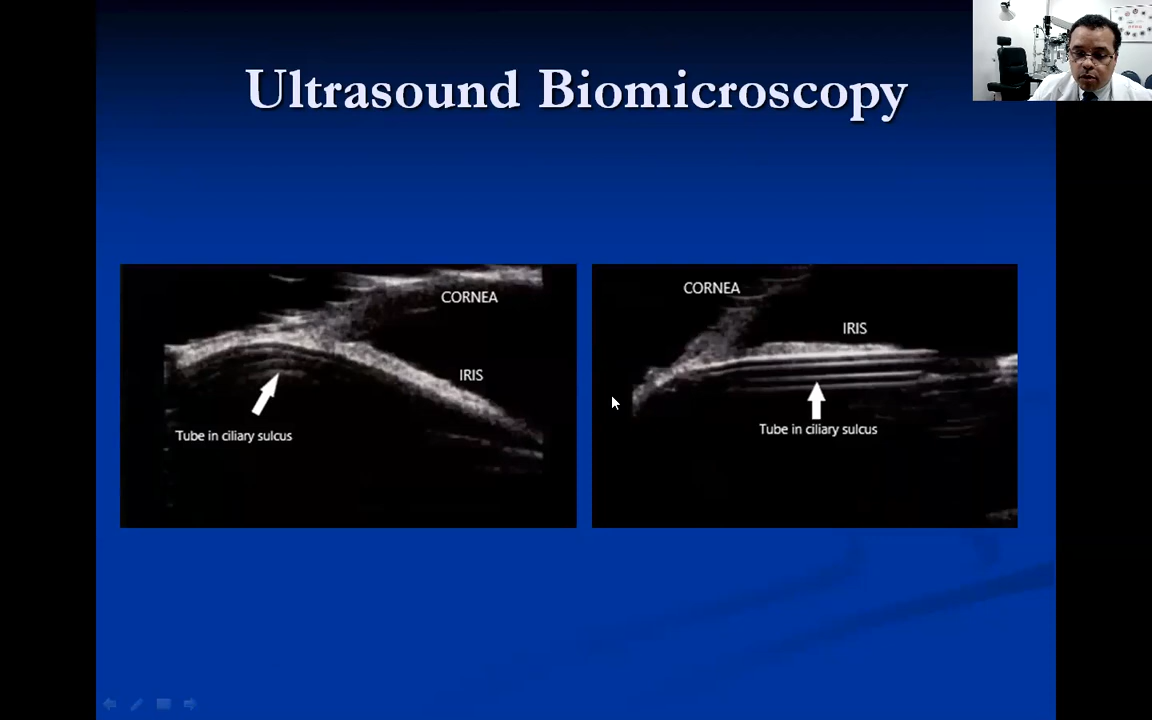 Ultrasound Biomicroscopy
CORNEA
IRIS
Tube in ciliary sulcus
CORNEA
IRIS
Tube in ciliary sulcus